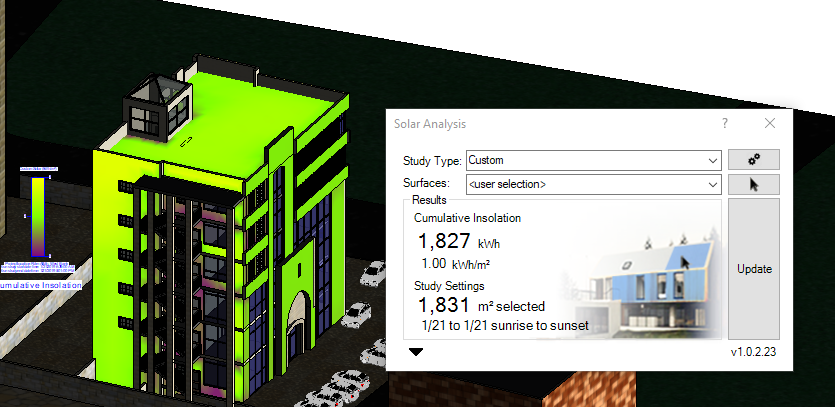 Solar Analysis
? 
Study Type: Custom
Surfaces: <user selection>
Results
Cumulative Insolation
1,827 kWh
1.00 kWh/m²
Study Settings
1,831 m² selected
1/21 to 1/21 sunrise to sunset
Update
v1.0.2.23
umulative Insolation